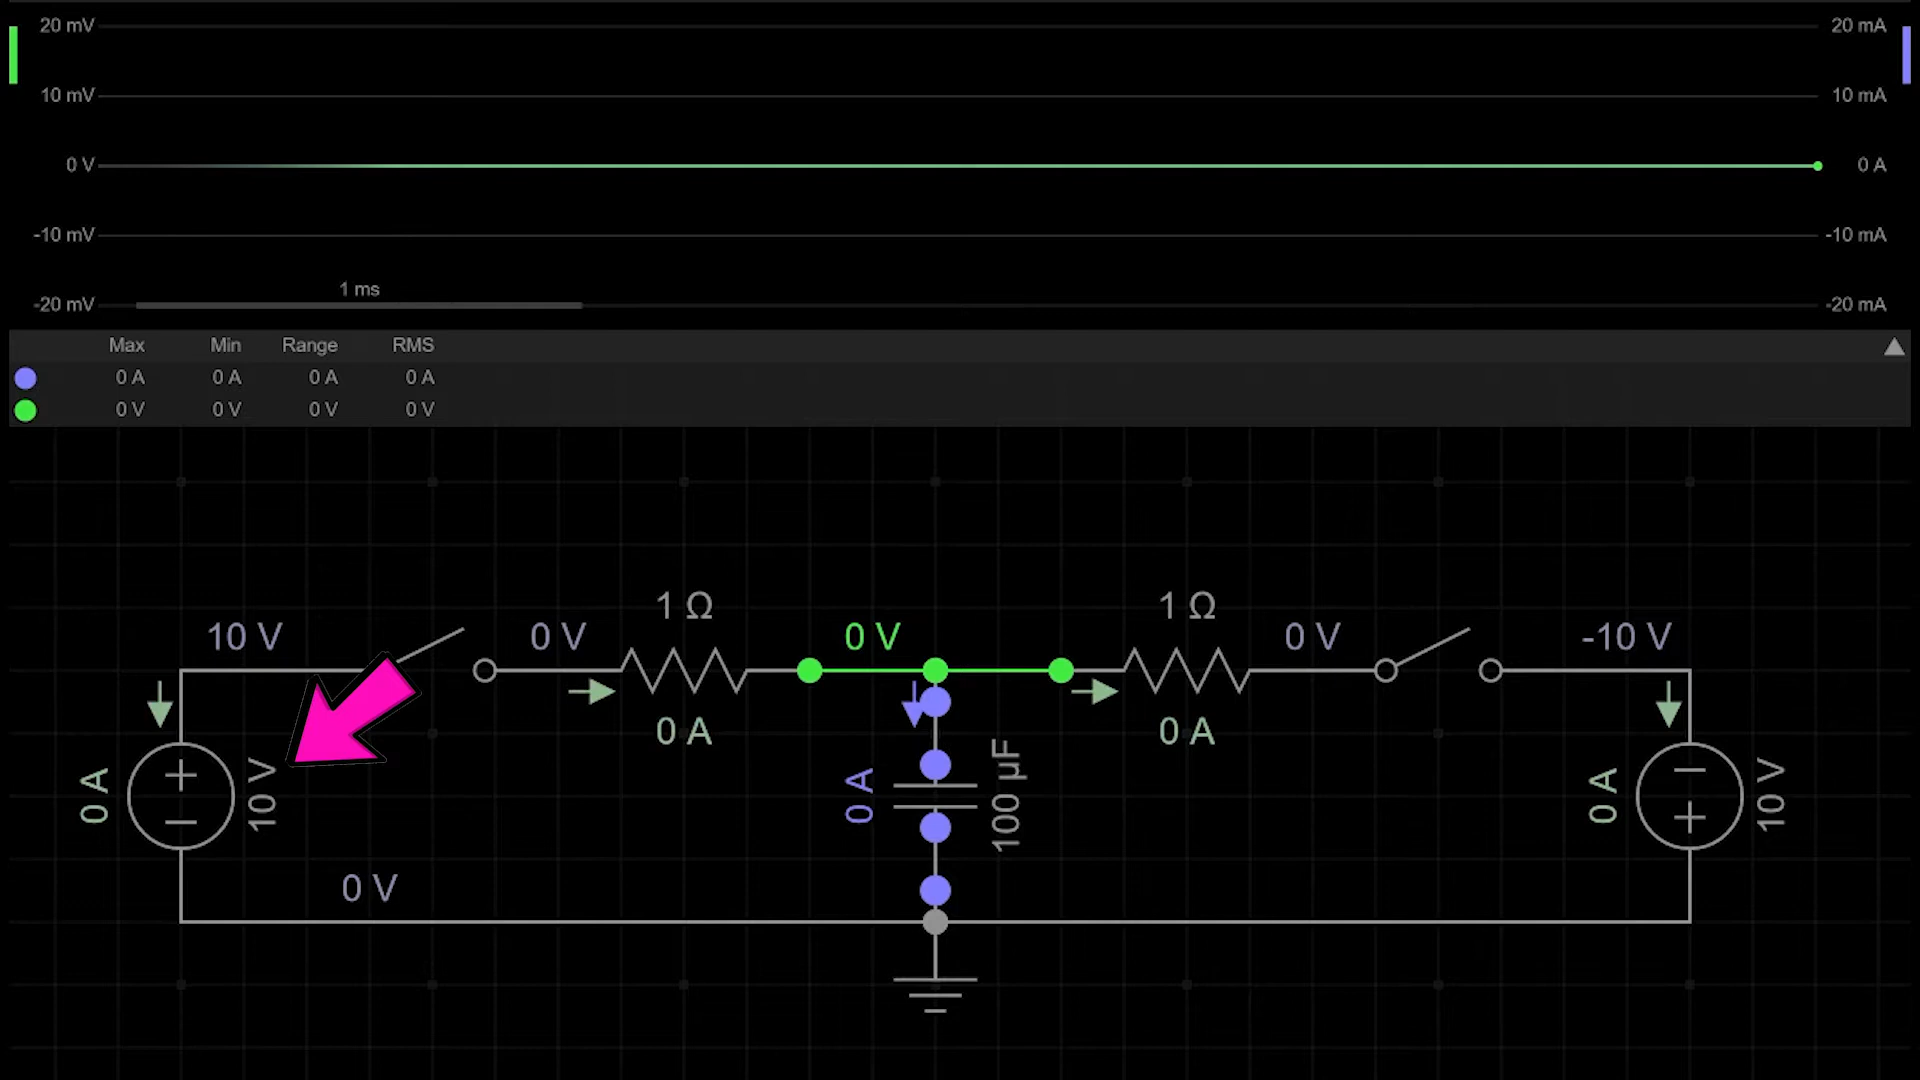 20 mV 20 mA
10 mV 10 mA
0 V 0 A
-10 mV -10 mA
1 ms
-20 mV -20 mA
Max Min Range RMS
0 A 0 A 0 A 0 A
0 V 0 V 0 V 0 V
1 Ω 1 Ω
10 V 0 V 0 V 0 V -10 V
0 A 0 A
0 A + − 10 V 0 A 100 µF 0 A − + 10 V
0 V